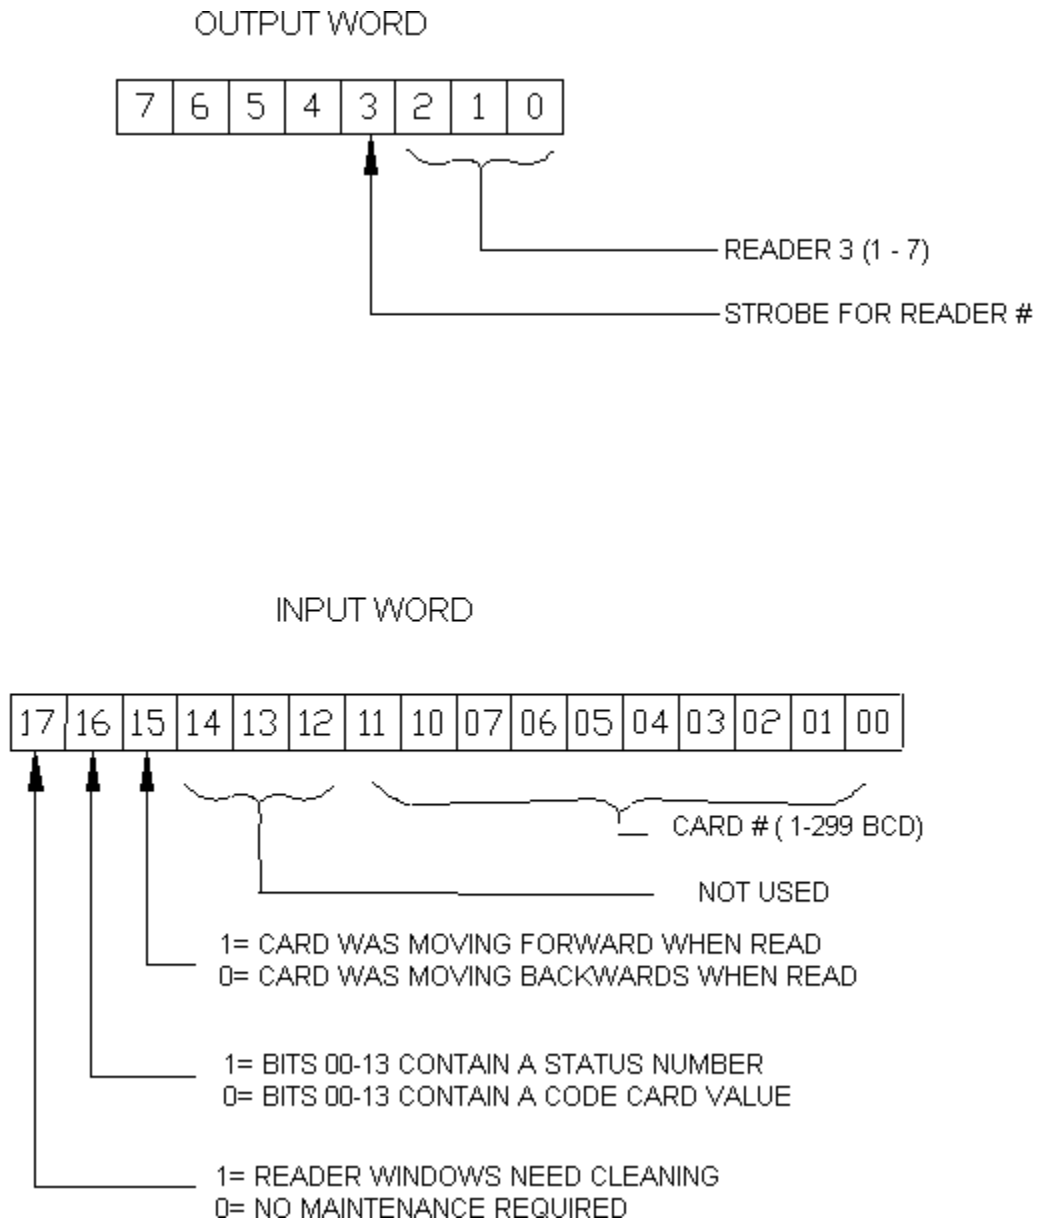 OUTPUT WORD
7 6 5 4 3 2 1 0
READER 3 (1 - 7)
STROBE FOR READER #
INPUT WORD
17 16 15 14 13 12 11 10 07 06 05 04 03 02 01 00
CARD # ( 1-299 BCD)
NOT USED
1= CARD WAS MOVING FORWARD WHEN READ
0= CARD WAS MOVING BACKWARDS WHEN READ
1= BITS 00-13 CONTAIN A STATUS NUMBER
0= BITS 00-13 CONTAIN A CODE CARD VALUE
1= READER WINDOWS NEED CLEANING
0= NO MAINTENANCE REQUIRED